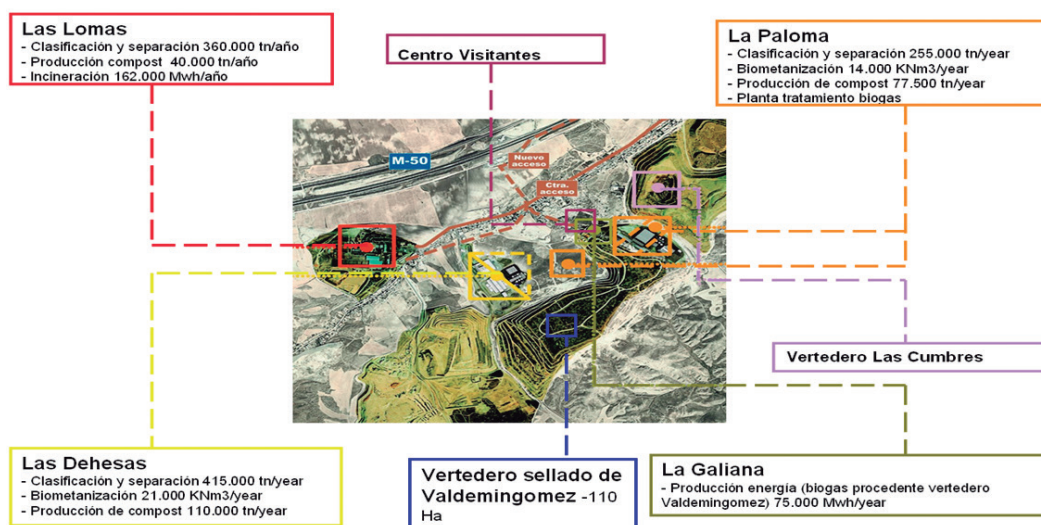 Las Lomas
- Clasificación y separación 360.000 tn/año
- Producción compost 40.000 tn/año
- Incineración 162.000 Mwh/año
Centro Visitantes
La Paloma
- Clasificación y separación 255.000 tn/year
- Biometanización 14.000 KNm3/year
- Producción de compost 77.500 tn/year
- Planta tratamiento biogas
M-50
Nuevo
acceso
Ctra.
acceso
Vertedero Las Cumbres
Las Dehesas
- Clasificación y separación 415.000 tn/year
- Biometanización 21.000 KNm3/year
- Producción de compost 110.000 tn/year
Vertedero sellado de
Valdemingomez -110
Ha
La Galiana
- Producción energía (biogas procedente vertedero
Valdemingomez) 75.000 Mwh/year